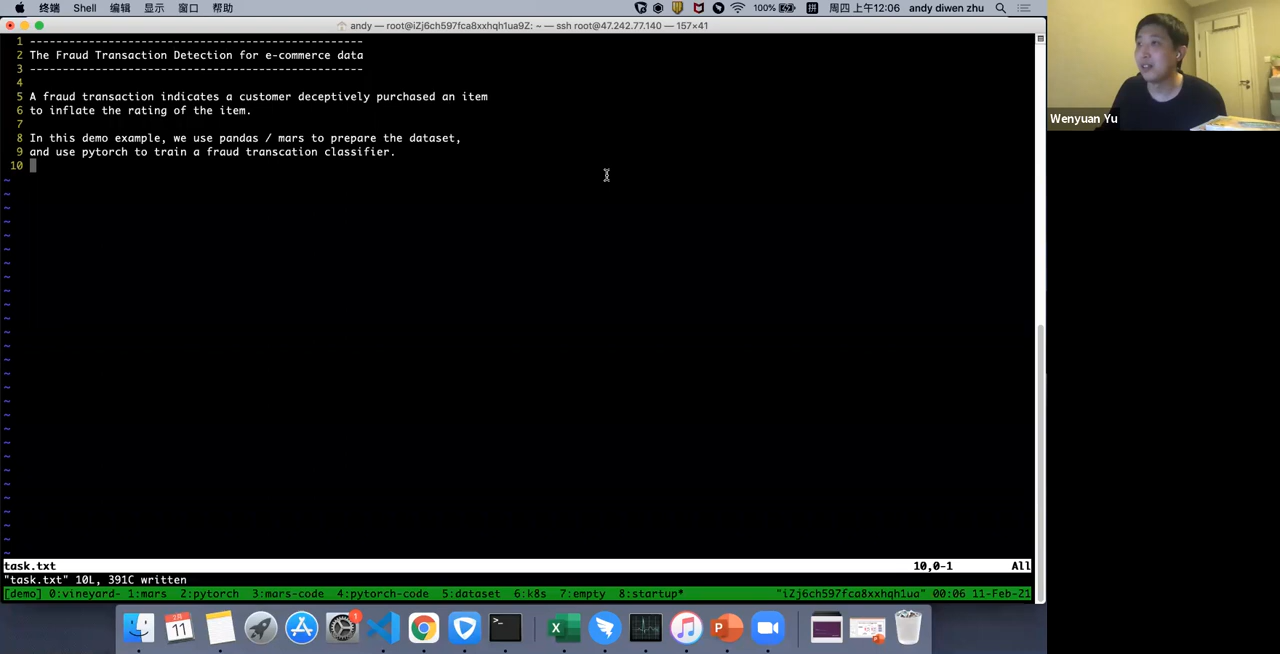 终端 Shell 编辑 显示 窗口 帮助 100% 拼 周四 上午12:06 andy diwen zhu
andy — root@iZj6ch597fca8xxhqh1ua9Z: ~ — ssh root@47.242.77.140 — 157×41
1 --------------------------------------------------
2 The Fraud Transaction Detection for e-commerce data
3 --------------------------------------------------
4
5 A fraud transaction indicates a customer deceptively purchased an item
6 to inflate the rating of the item.
7
8 In this demo example, we use pandas / mars to prepare the dataset,
9 and use pytorch to train a fraud transcation classifier.
10
task.txt 10,0-1 All
"task.txt" 10L, 391C written
[demo] 0:vineyard- 1:mars 2:pytorch 3:mars-code 4:pytorch-code 5:dataset 6:k8s 7:empty 8:startup* "iZj6ch597fca8xxhqh1ua" 00:06 11-Feb-21
Wenyuan Yu
2月
11
1